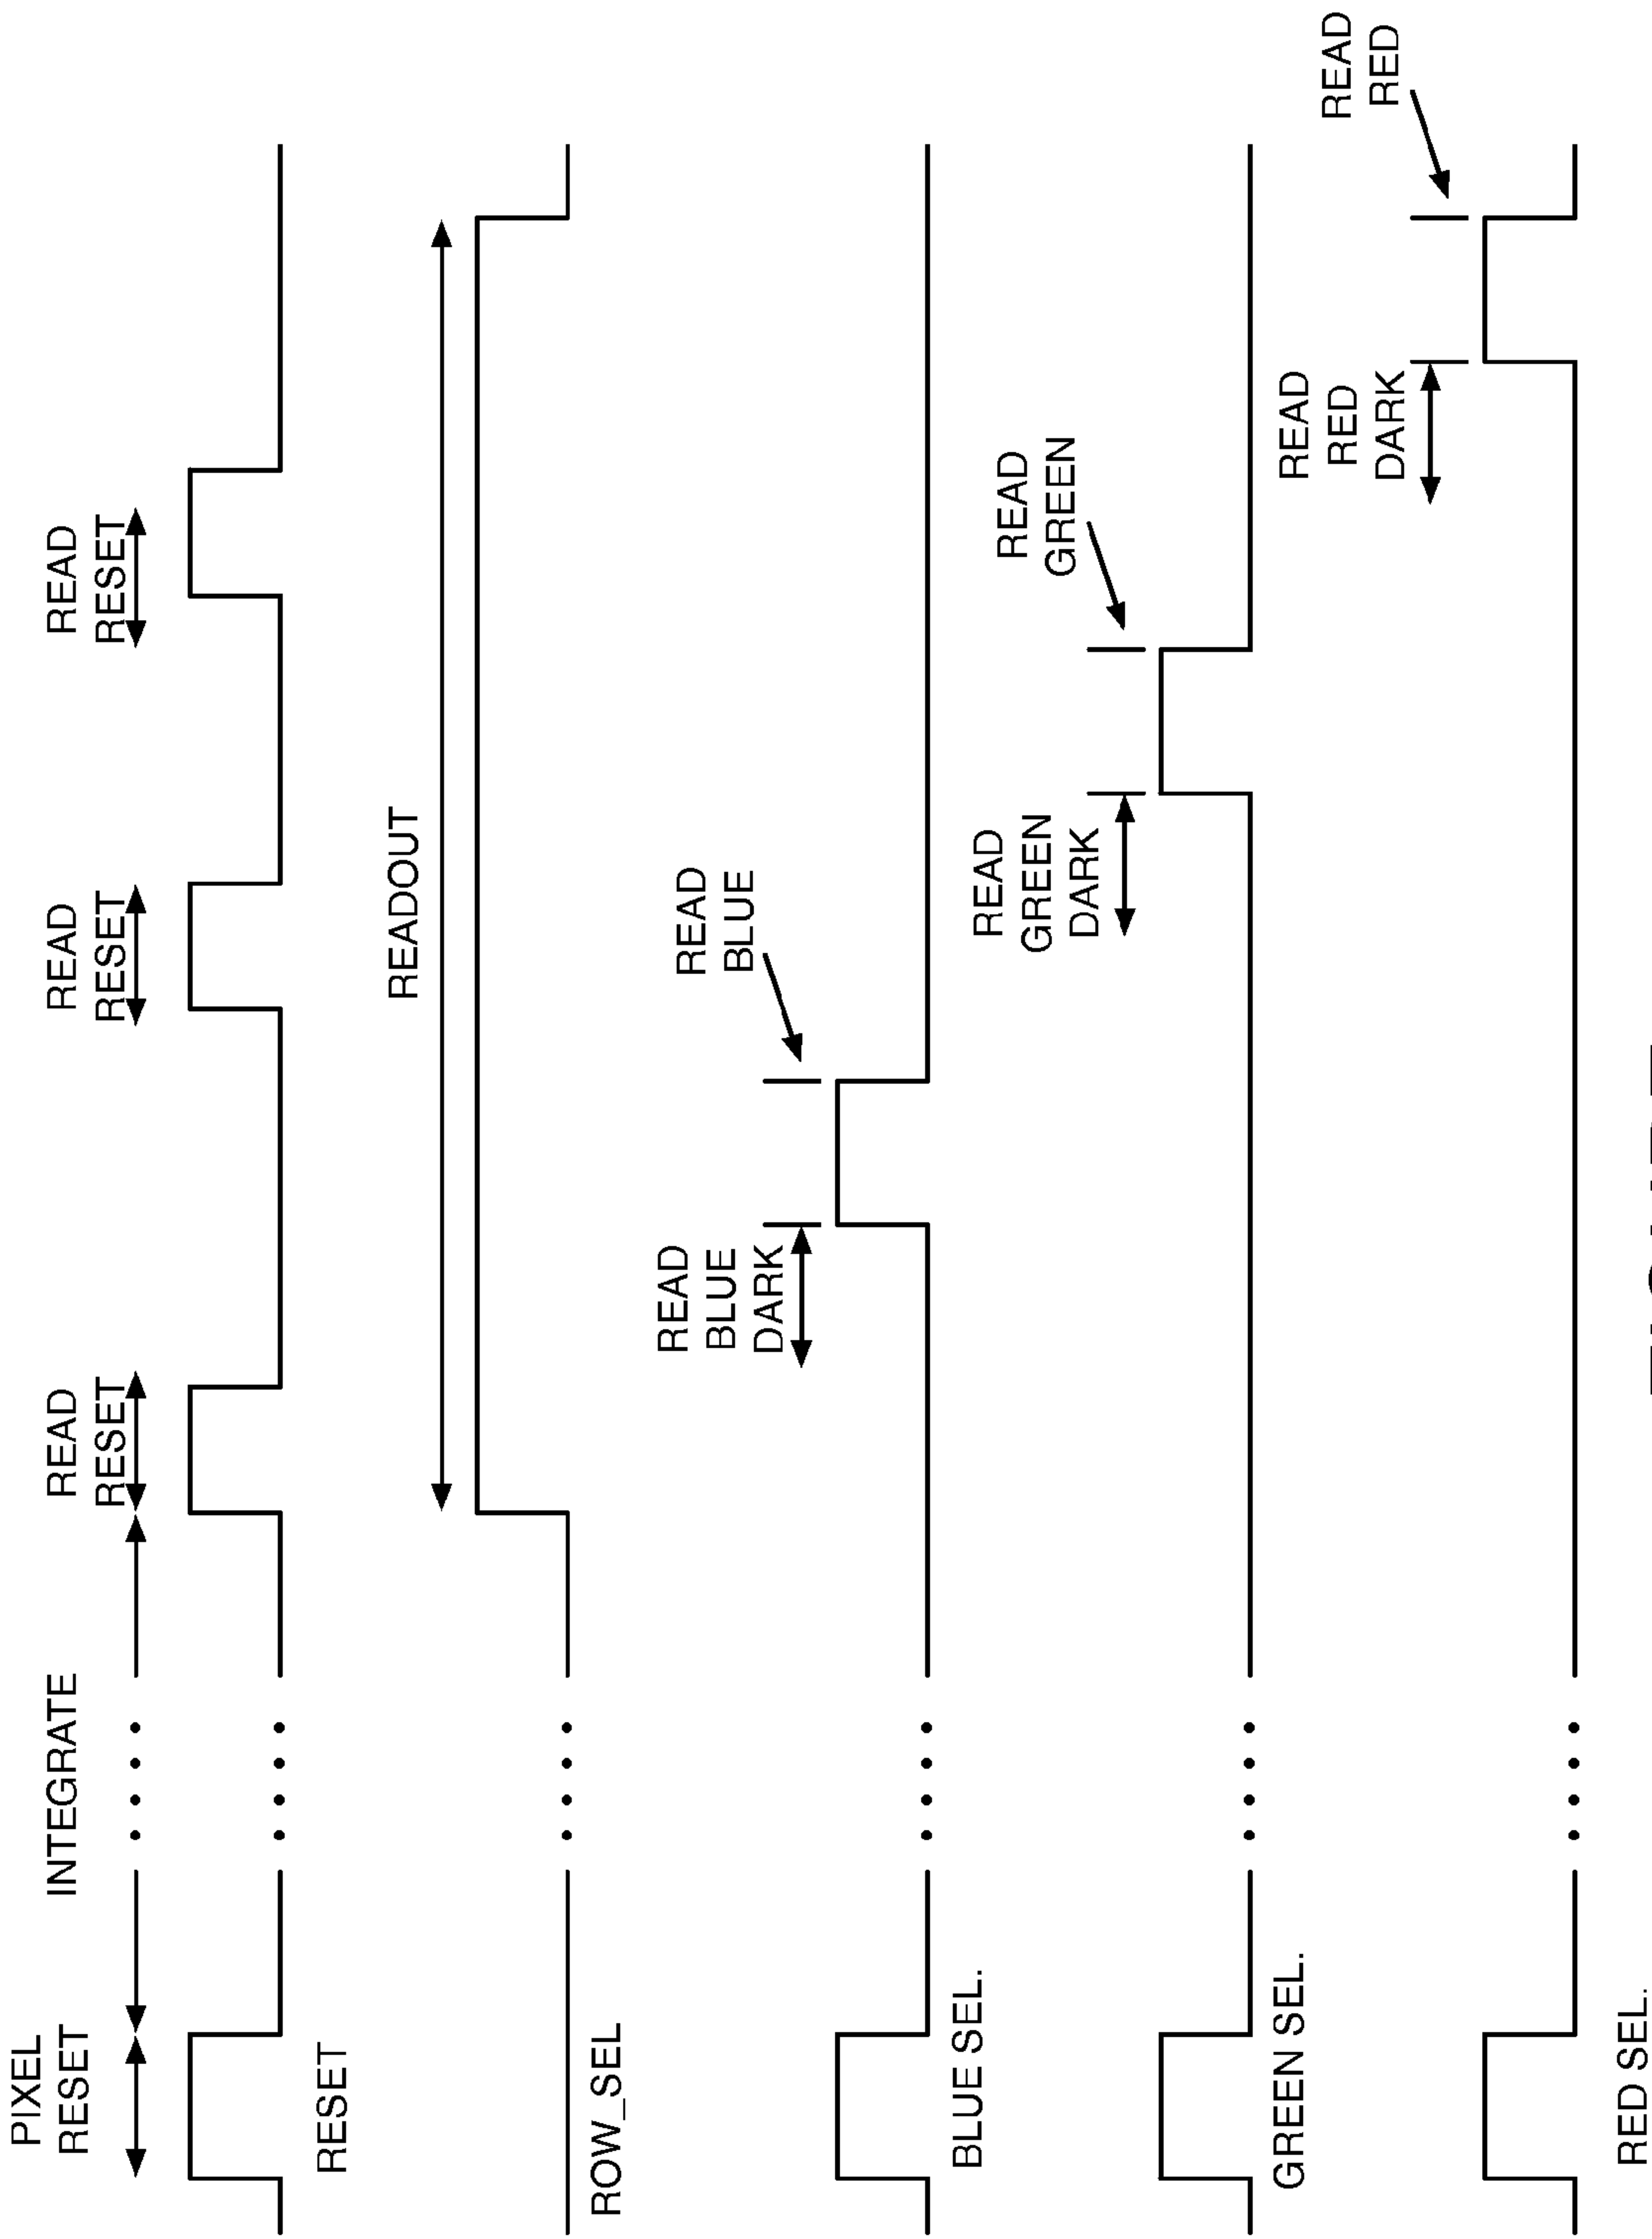 PIXEL
RESET
INTEGRATE
READ
RESET
READ
RESET
READ
RESET
RESET
READOUT
ROW_SEL
READ
BLUE
DARK
READ
BLUE
BLUE SEL.
READ
GREEN
DARK
READ
GREEN
GREEN SEL.
READ
RED
DARK
READ
RED
RED SEL.